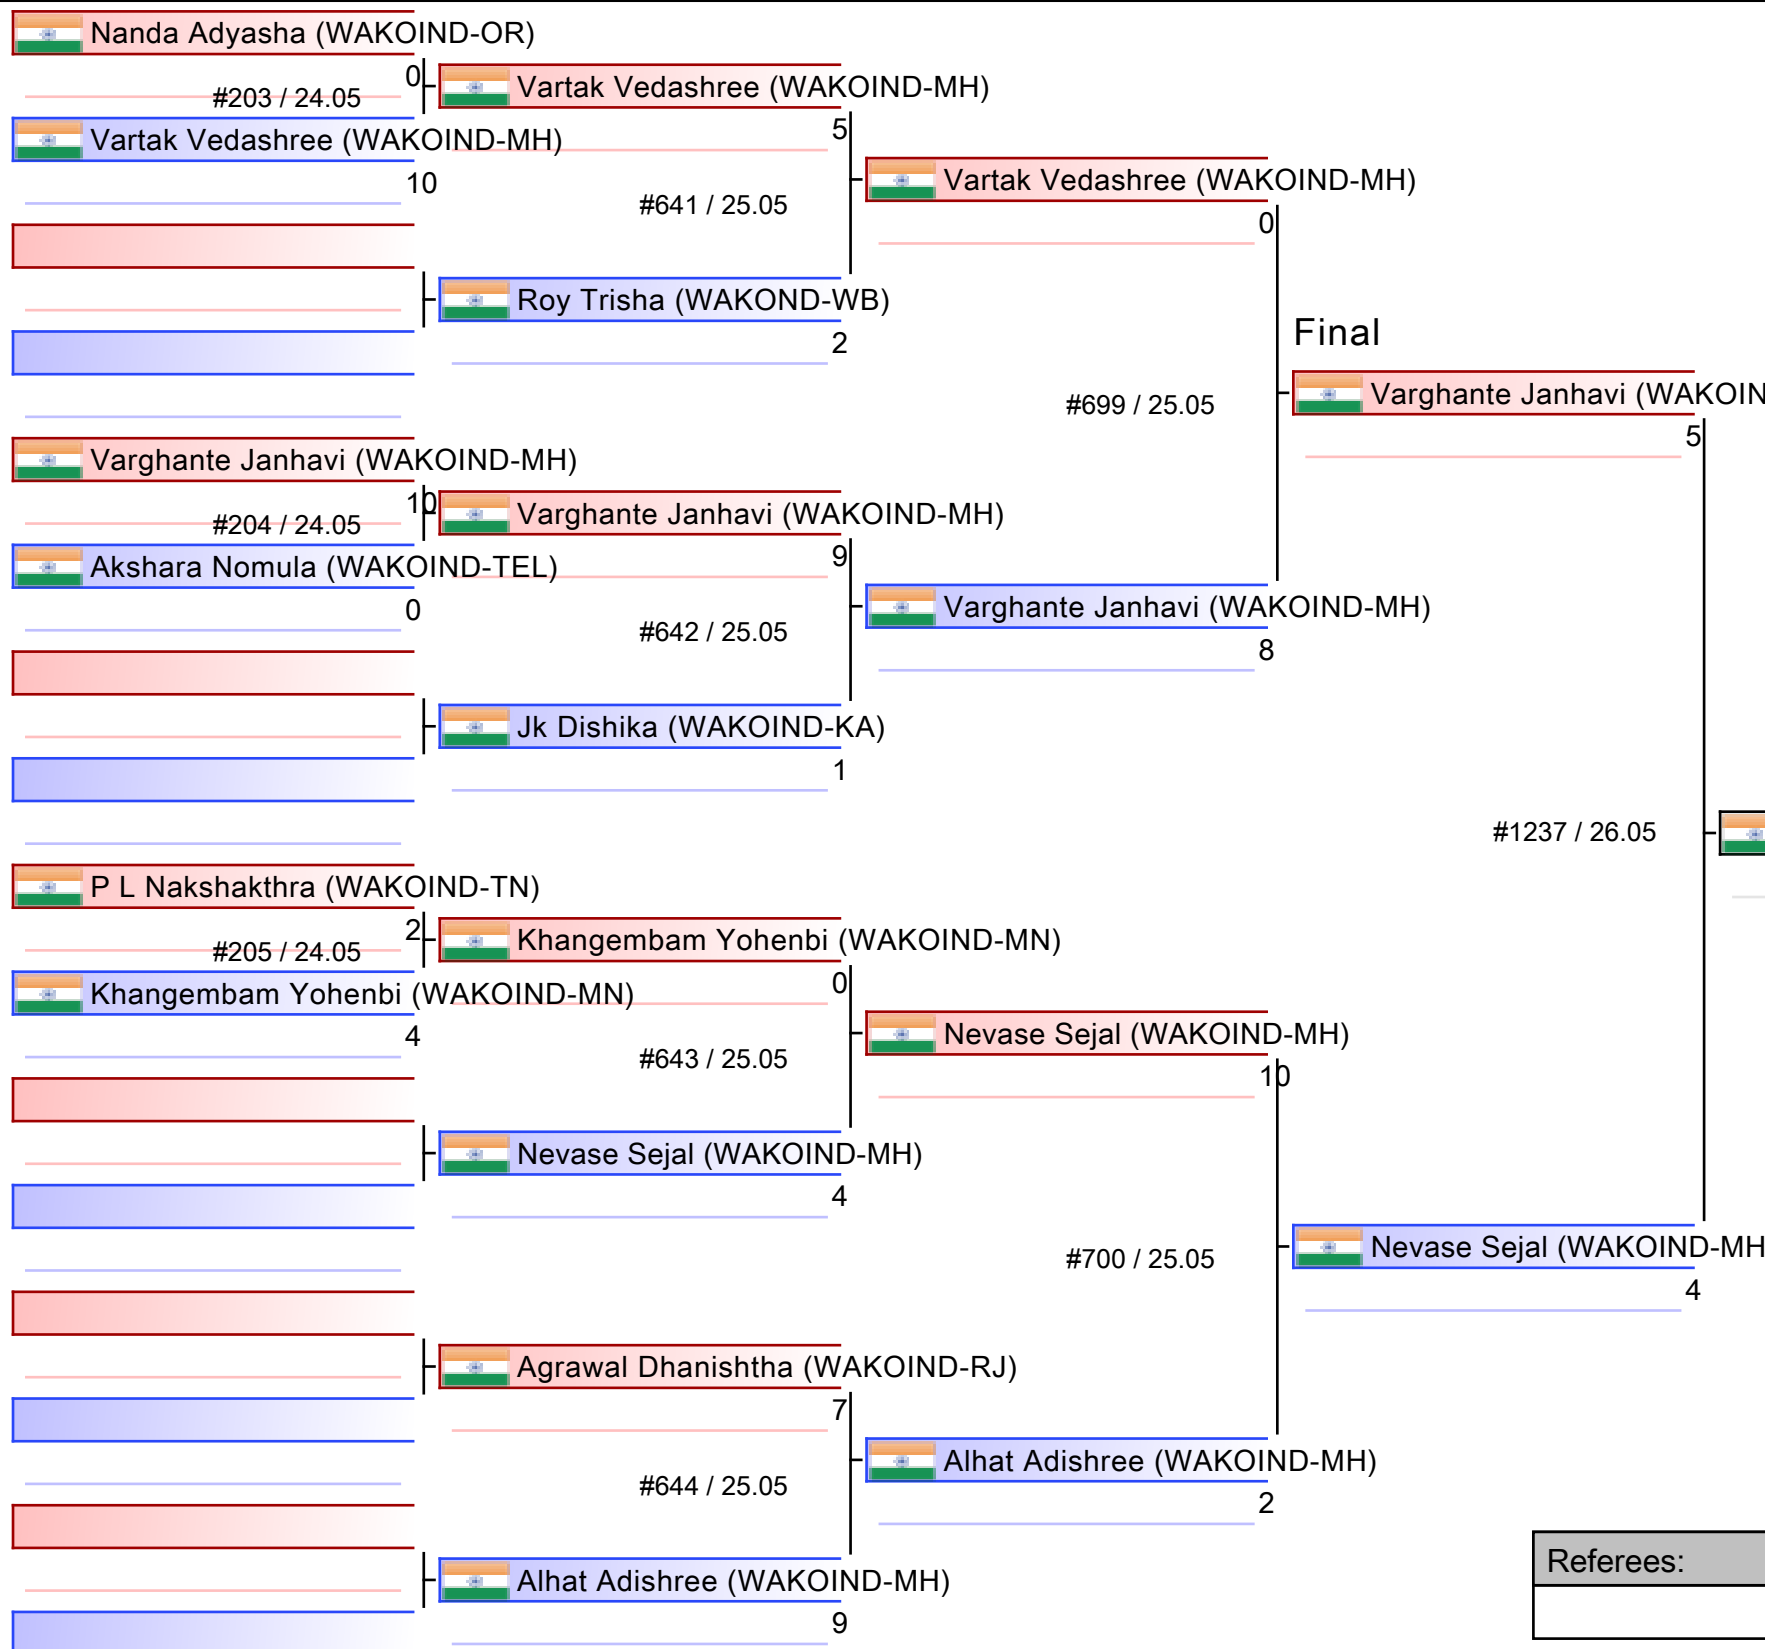 Nanda Adyasha (WAKOIND-OR)
0
#203 / 24.05
Vartak Vedashree (WAKOIND-MH)
10
Vartak Vedashree (WAKOIND-MH)
5
#641 / 25.05
Roy Trisha (WAKOND-WB)
2
Vartak Vedashree (WAKOIND-MH)
0
#699 / 25.05
Varghante Janhavi (WAKOIND-MH)
10
#204 / 24.05
Akshara Nomula (WAKOIND-TEL)
0
Varghante Janhavi (WAKOIND-MH)
9
#642 / 25.05
Jk Dishika (WAKOIND-KA)
1
Varghante Janhavi (WAKOIND-MH)
8
Final
Varghante Janhavi (WAKOIN
5
#1237 / 26.05
P L Nakshakthra (WAKOIND-TN)
2
#205 / 24.05
Khangembam Yohenbi (WAKOIND-MN)
4
Khangembam Yohenbi (WAKOIND-MN)
0
#643 / 25.05
Nevase Sejal (WAKOIND-MH)
4
Nevase Sejal (WAKOIND-MH)
10
#700 / 25.05
Nevase Sejal (WAKOIND-MH
4
Agrawal Dhanishtha (WAKOIND-RJ)
7
#644 / 25.05
Alhat Adishree (WAKOIND-MH)
9
Alhat Adishree (WAKOIND-MH)
2
Referees: